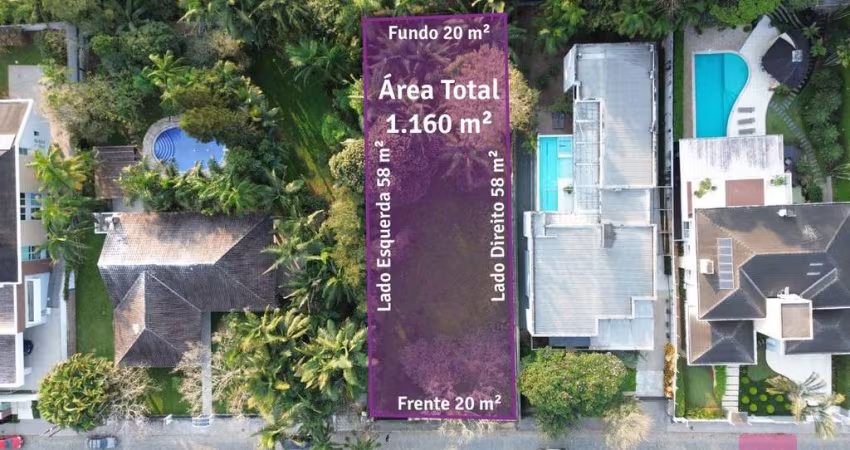 Fundo 20 m²
Área Total
1.160 m²
Lado Esquerda 58 m²
Lado Direito 58 m²
Frente 20 m²